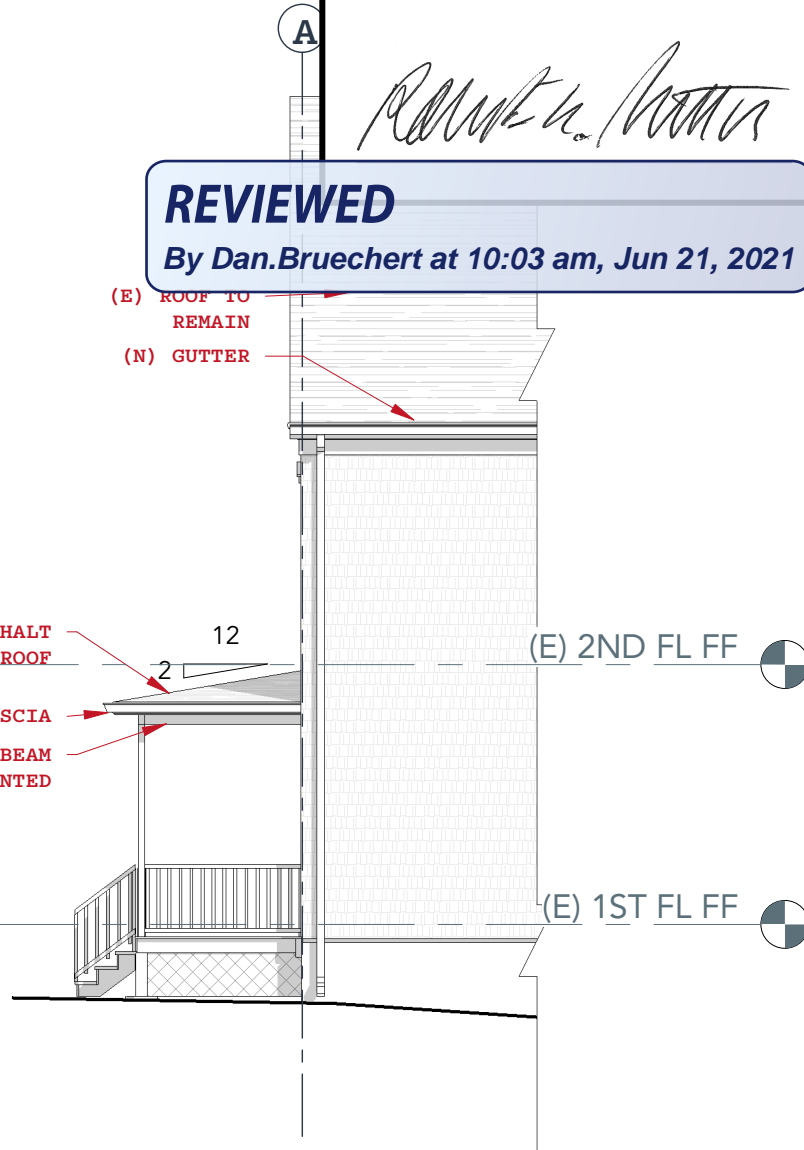 A
REVIEWED
By Dan.Bruechert at 10:03 am, Jun 21, 2021
(E) ROOF TO
REMAIN
(N) GUTTER
HALT
ROOF
12
2
(E) 2ND FL FF
SCIA
BEAM
NTED
(E) 1ST FL FF